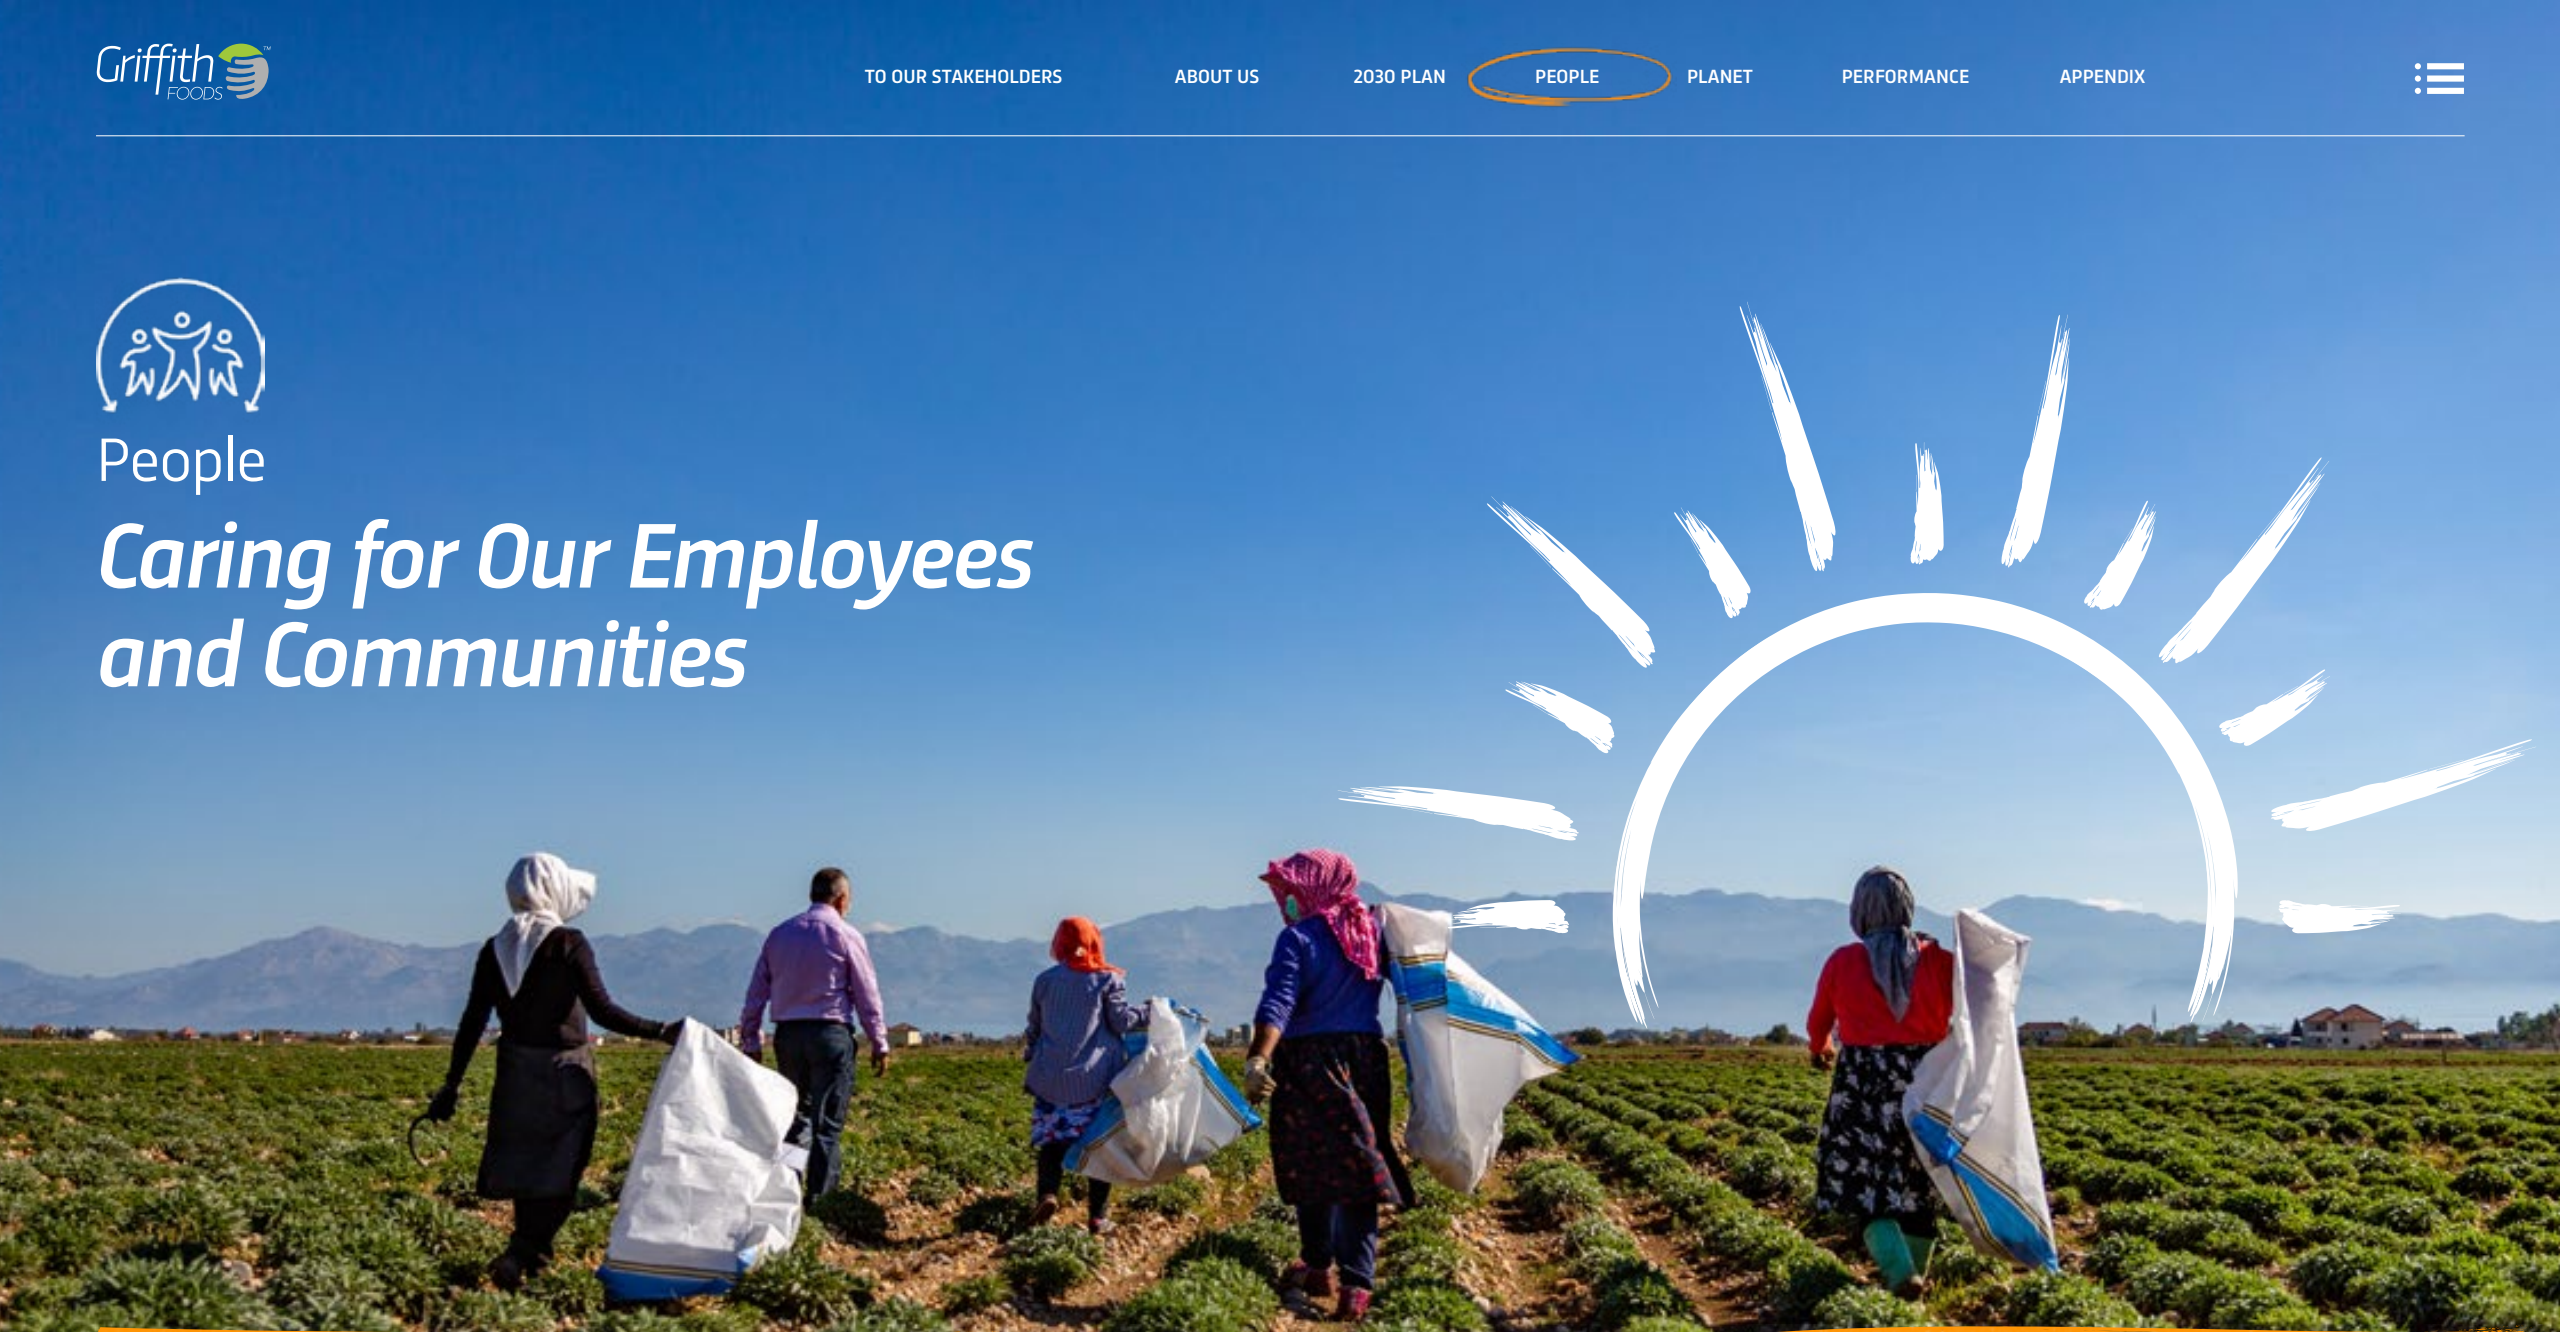 Griffith™
FOODS
TO OUR STAKEHOLDERS
ABOUT US
2030 PLAN
PEOPLE
PLANET
PERFORMANCE
APPENDIX
People
Caring for Our Employees
and Communities